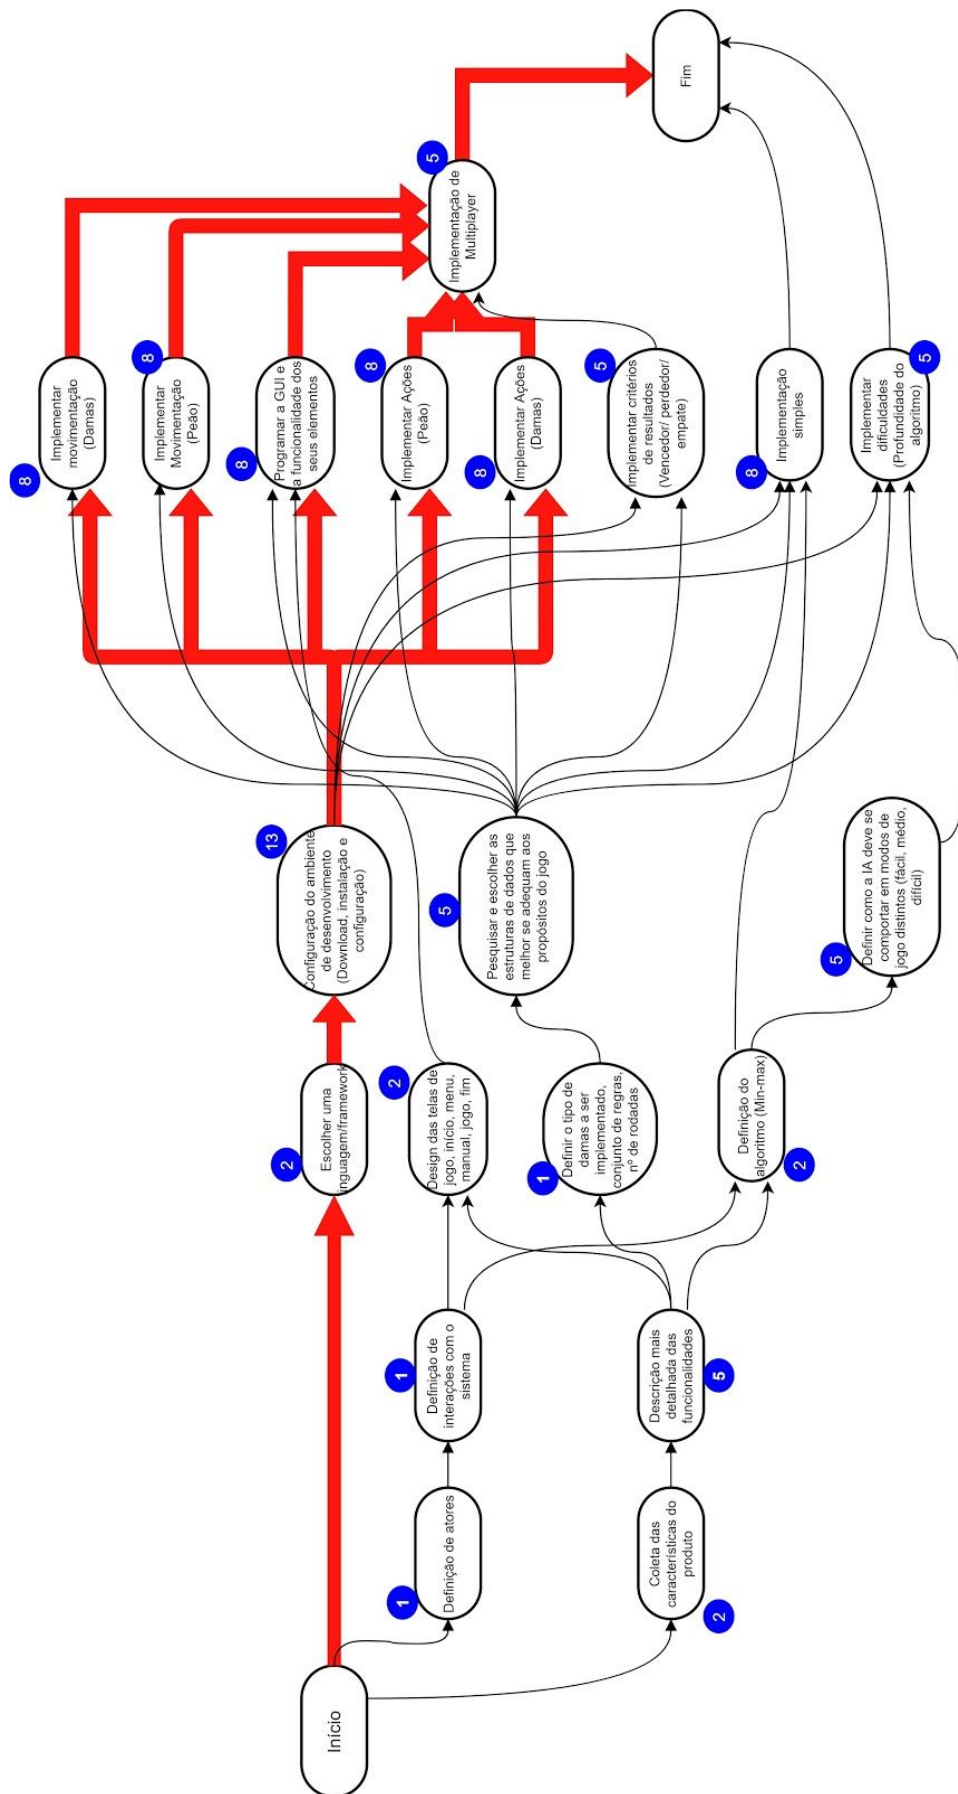 Início
1
Definição de atores
2
Coleta das
características do
produto
1
Definição de
interações com o
sistema
5
Descrição mais
detalhada das
funcionalidades
2
Escolher uma
inguagem/framework
2
Design das telas de
jogo, início, menu,
manual, jogo, fim
1
Definir o tipo de
damas a ser
implementado,
conjunto de regras,
nº de rodadas
2
Definição do
algoritmo (Min-max)
13
Configuração do ambiente
de desenvolvimento
(Download, instalação e
configuração)
5
Pesquisar e escolher as
estruturas de dados que
melhor se adequam aos
propósitos do jogo
5
Definir como a IA deve se
comportar em modos de
jogo distintos (fácil, médio,
difícil)
8
Implementar
movimentação
(Damas)
8
Implementar
Movimentação
(Peão)
8
Programar a GUI e
a funcionalidade dos
seus elementos
8
Implementar Ações
(Peão)
8
Implementar Ações
(Damas)
5
Implementar critérios
de resultados
(Vencedor/ perdedor/
empate)
8
Implementação
simples
5
Implementar
dificuldades
(Profundidade do
algoritmo)
5
Implementação de
Multiplayer
Fim